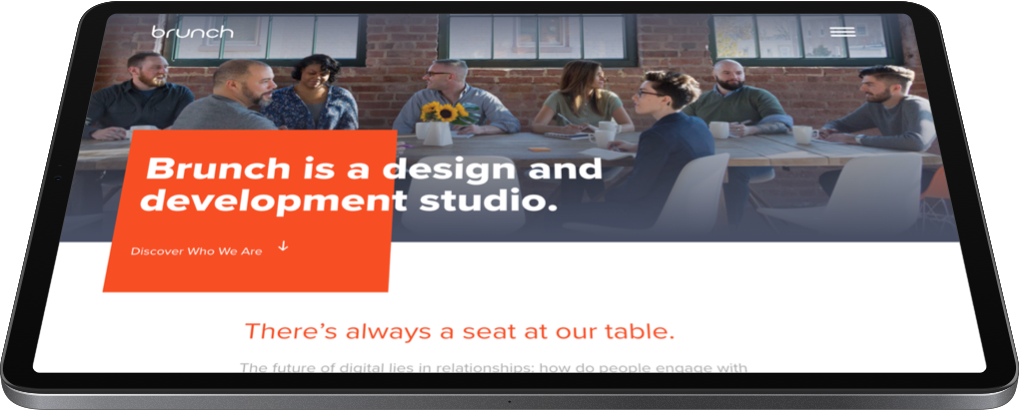 brunch
Brunch is a design and
development studio.
Discover Who We Are
There's always a seat at our table.
The future of digital lies in relationships: how do people engage with